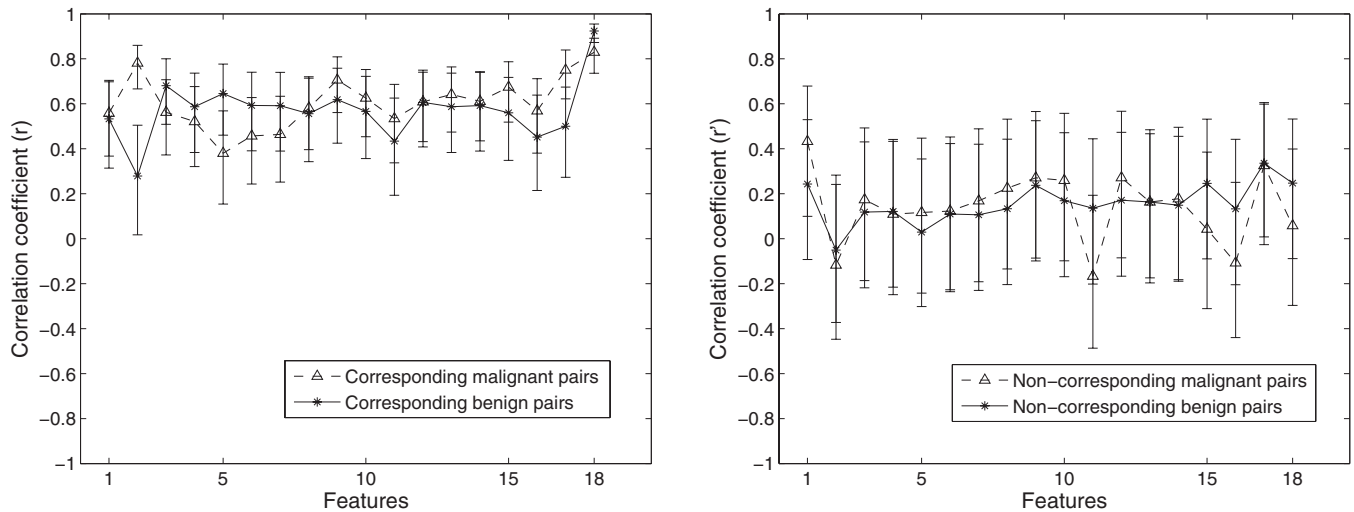 Correlation coefficient (r)
1
0.8
0.6
0.4
0.2
0
−0.2
−0.4
−0.6
−0.8
−1
Corresponding malignant pairs
Corresponding benign pairs
1 5 10 15 18
Features
Correlation coefficient (r')
1
0.8
0.6
0.4
0.2
0
−0.2
−0.4
−0.6
−0.8
−1
Non−corresponding malignant pairs
Non−corresponding benign pairs
1 5 10 15 18
Features